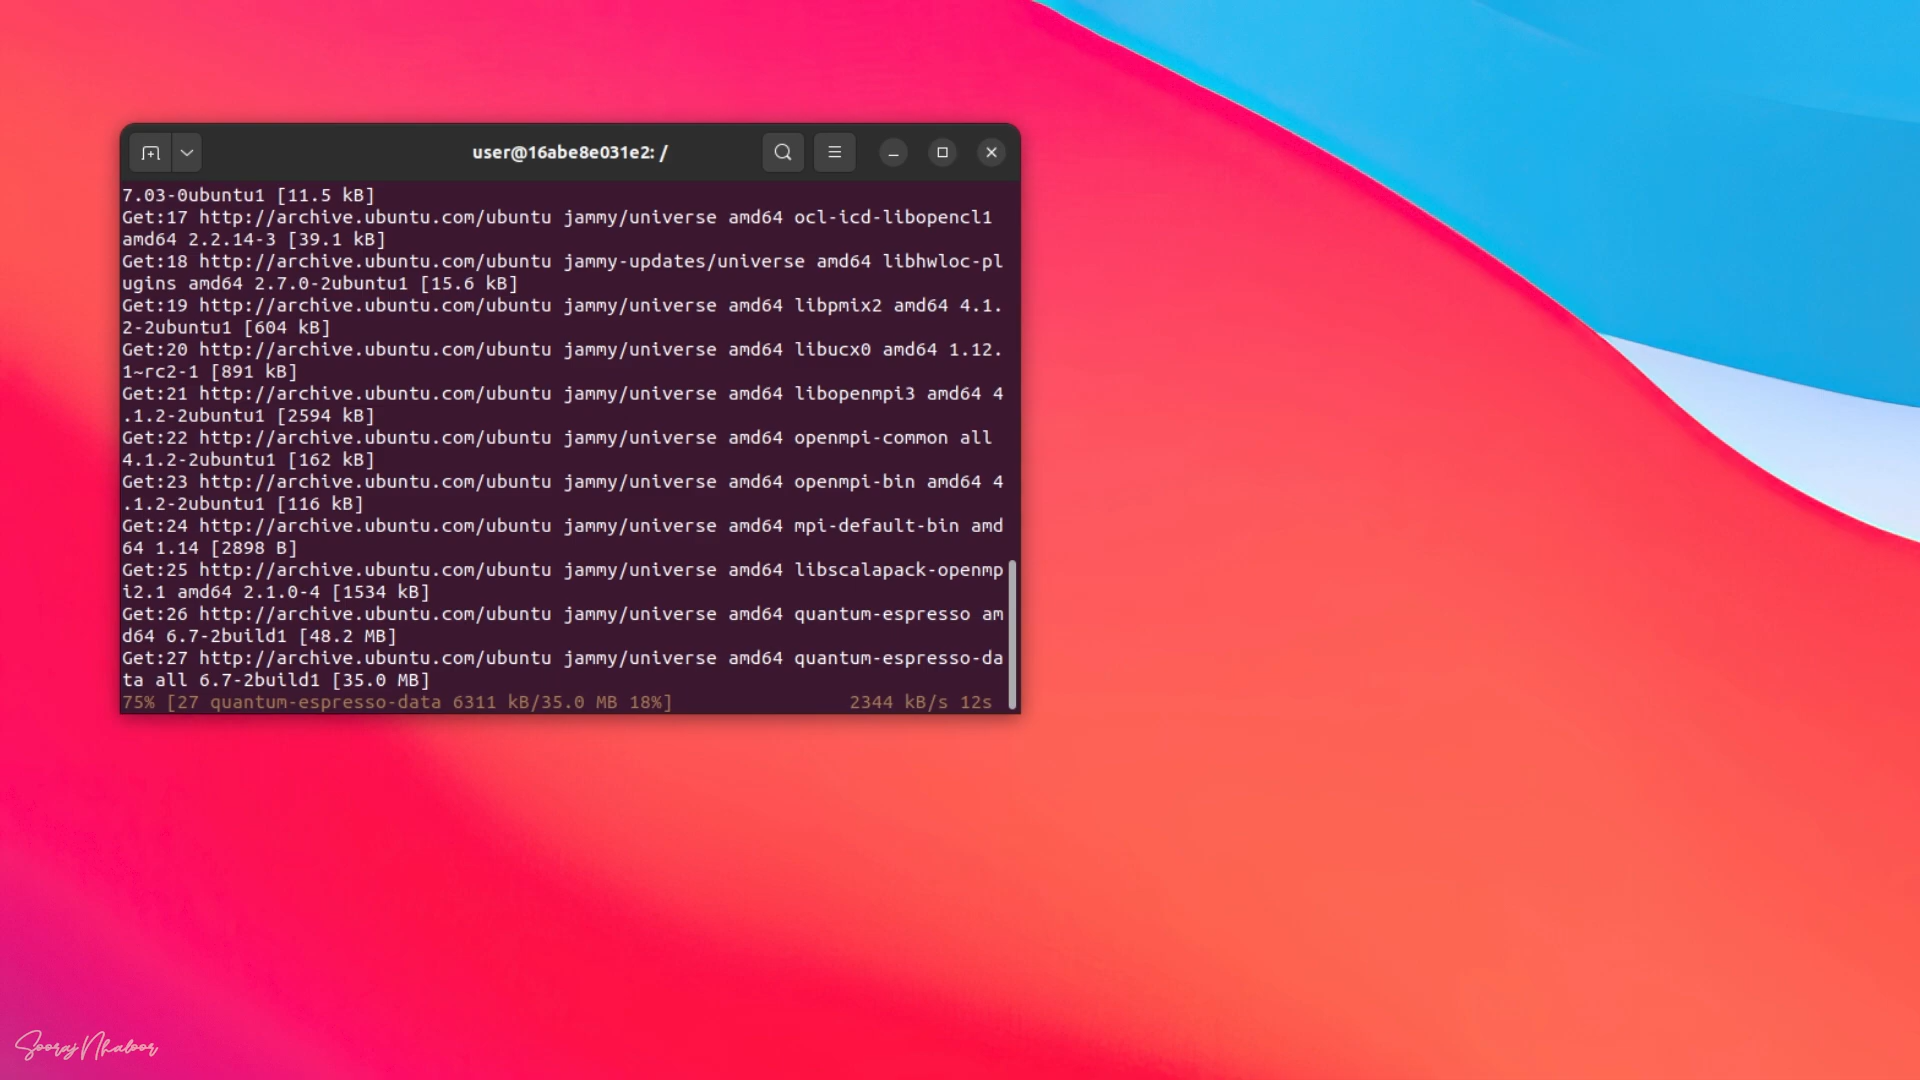 user@16abe8e031e2: /
7.03-0ubuntu1 [11.5 kB]
Get:17 http://archive.ubuntu.com/ubuntu jammy/universe amd64 ocl-icd-libopencl1
amd64 2.2.14-3 [39.1 kB]
Get:18 http://archive.ubuntu.com/ubuntu jammy-updates/universe amd64 libhwloc-pl
ugins amd64 2.7.0-2ubuntu1 [15.6 kB]
Get:19 http://archive.ubuntu.com/ubuntu jammy/universe amd64 libpmix2 amd64 4.1.
2-2ubuntu1 [604 kB]
Get:20 http://archive.ubuntu.com/ubuntu jammy/universe amd64 libucx0 amd64 1.12.
1~rc2-1 [891 kB]
Get:21 http://archive.ubuntu.com/ubuntu jammy/universe amd64 libopenmpi3 amd64 4
.1.2-2ubuntu1 [2594 kB]
Get:22 http://archive.ubuntu.com/ubuntu jammy/universe amd64 openmpi-common all
4.1.2-2ubuntu1 [162 kB]
Get:23 http://archive.ubuntu.com/ubuntu jammy/universe amd64 openmpi-bin amd64 4
.1.2-2ubuntu1 [116 kB]
Get:24 http://archive.ubuntu.com/ubuntu jammy/universe amd64 mpi-default-bin amd
64 1.14 [2898 B]
Get:25 http://archive.ubuntu.com/ubuntu jammy/universe amd64 libscalapack-openmp
i2.1 amd64 2.1.0-4 [1534 kB]
Get:26 http://archive.ubuntu.com/ubuntu jammy/universe amd64 quantum-espresso am
d64 6.7-2build1 [48.2 MB]
Get:27 http://archive.ubuntu.com/ubuntu jammy/universe amd64 quantum-espresso-da
ta all 6.7-2build1 [35.0 MB]
75% [27 quantum-espresso-data 6311 kB/35.0 MB 18%] 2344 kB/s 12s
Sooraj Nhaloor